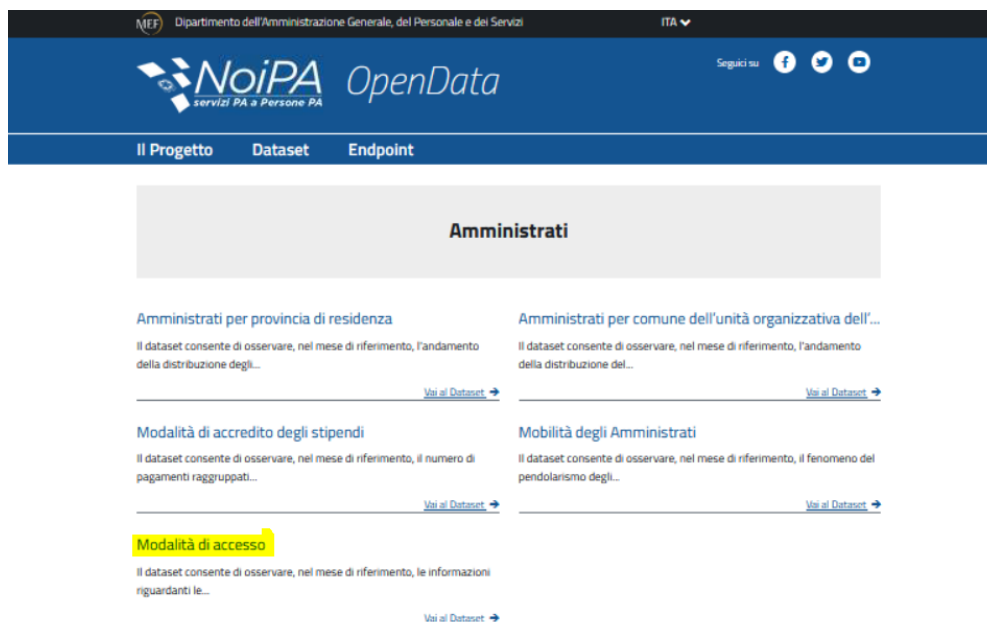 MEF Dipartimento dell'Amministrazione Generale, del Personale e dei Servizi ITA
NoiPA OpenData Seguici su
servizi PA a Persone PA
Il Progetto Dataset Endpoint
Amministrati
Amministrati per provincia di residenza
Il dataset consente di osservare, nel mese di riferimento, l'andamento
della distribuzione degli...
Vai al Dataset
Amministrati per comune dell'unità organizzativa dell'...
Il dataset consente di osservare, nel mese di riferimento, l'andamento
della distribuzione del...
Vai al Dataset
Modalità di accredito degli stipendi
Il dataset consente di osservare, nel mese di riferimento, il numero di
pagamenti raggruppati...
Vai al Dataset
Mobilità degli Amministrati
Il dataset consente di osservare, nel mese di riferimento, il fenomeno del
pendolarismo degli...
Vai al Dataset
Modalità di accesso
Il dataset consente di osservare, nel mese di riferimento, le informazioni
riguardanti le...
Vai al Dataset